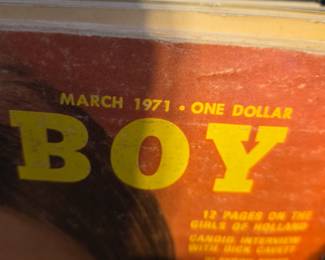 MARCH 1971 • ONE DOLLAR
BOY
12 PAGES ON THE
GIRLS OF HOLLAND
CANDID INTERVIEW
WITH DICK CAVETT